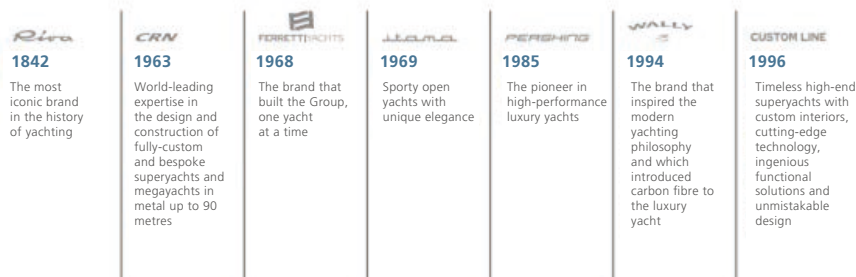 Riva
1842
The most
iconic brand
in the history
of yachting
CRN
1963
World-leading
expertise in
the design and
construction of
fully-custom
and bespoke
superyachts and
megayachts in
metal up to 90
metres
FERRETTIYACHTS
1968
The brand that
built the Group,
one yacht
at a time
itama
1969
Sporty open
yachts with
unique elegance
PERSHING
1985
The pioneer in
high-performance
luxury yachts
WALLY
1994
The brand that
inspired the
modern
yachting
philosophy
and which
introduced
carbon fibre to
the luxury
yacht
CUSTOM LINE
1996
Timeless high-end
superyachts with
custom interiors,
cutting-edge
technology,
ingenious
functional
solutions and
unmistakable
design